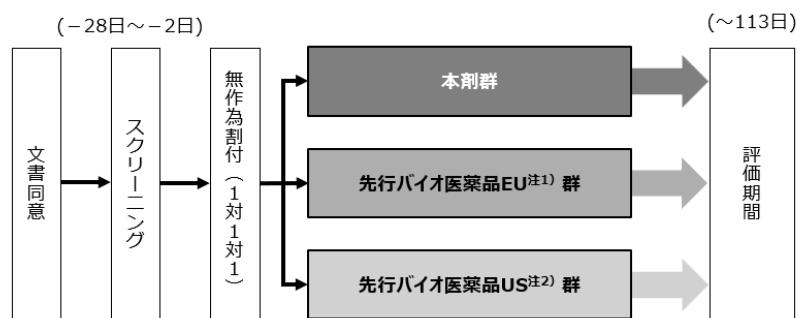 (－28日～－2日)
(～113日)
文書同意
スクリーニング
無作為割付（1対1対1）
本剤群
先行バイオ医薬品EU注1）群
先行バイオ医薬品US注2）群
評価期間